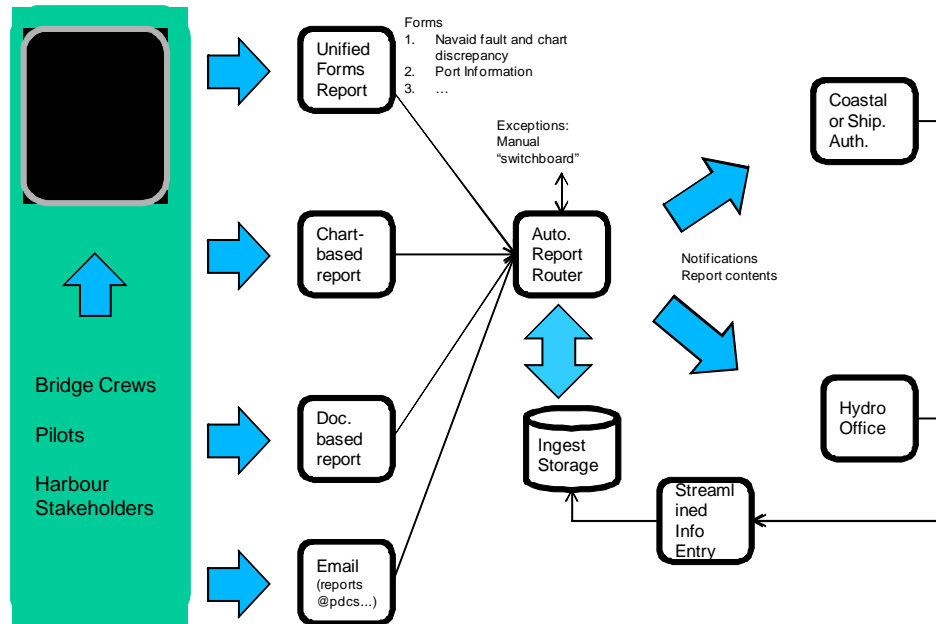 Unified
Forms
Report
Forms
1. Navaid fault and chart
discrepancy
2. Port Information
3. …
Exceptions:
Manual
“switchboard”
Coastal
or Ship.
Auth.
Chart-
based
report
Auto.
Report
Router
Notifications
Report contents
Bridge Crews
Pilots
Harbour
Stakeholders
Doc.
based
report
Ingest
Storage
Hydro
Office
Streaml
ined
Info
Entry
Email
(reports
@pdcs...)